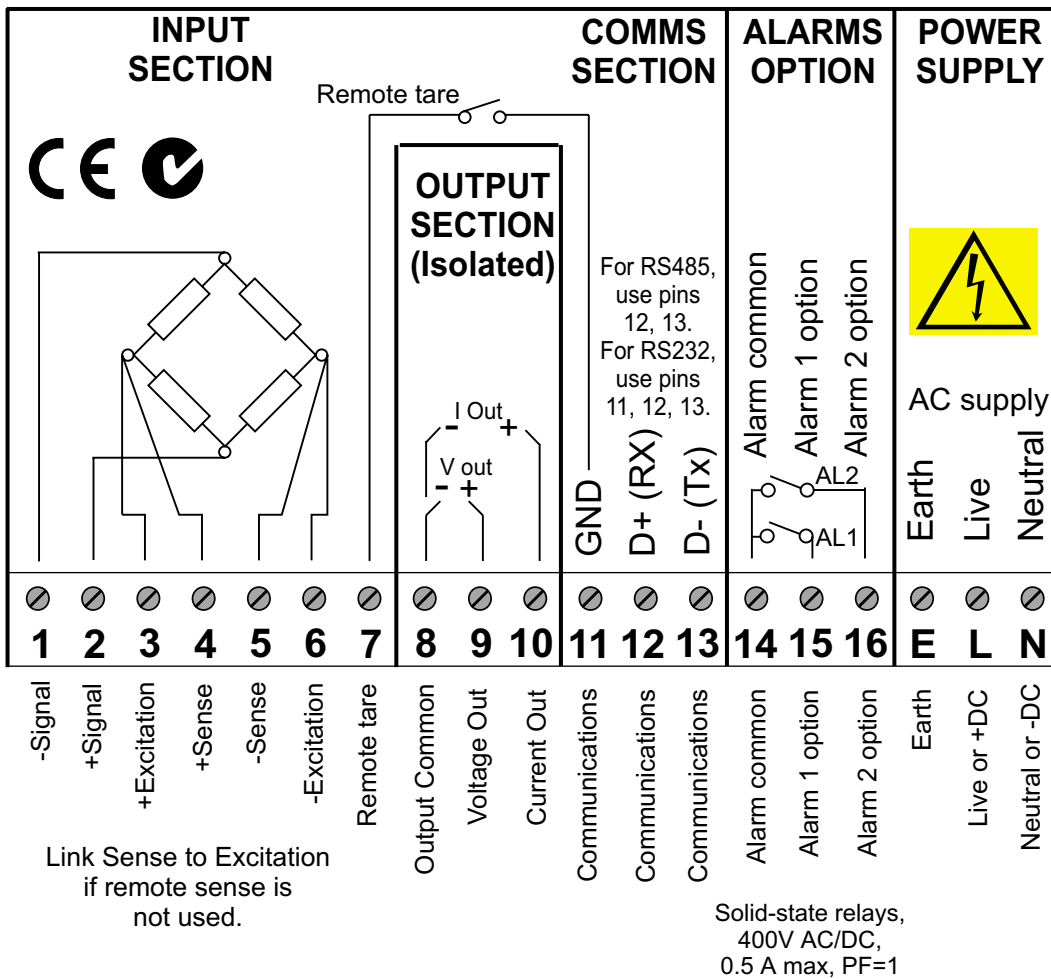 INPUT
SECTION
COMMS
SECTION
ALARMS
OPTION
POWER
SUPPLY
Remote tare
CE
OUTPUT
SECTION
(Isolated)
For RS485,
use pins
12, 13.
For RS232,
use pins
11, 12, 13.
I Out
- +
V out
- +
GND
D+ (RX)
D- (Tx)
Alarm common
Alarm 1 option
Alarm 2 option
AL2
AL1
AC supply
Earth
Live
Neutral
1 2 3 4 5 6 7 8 9 10 11 12 13 14 15 16 E L N
-Signal
+Signal
+Excitation
+Sense
-Sense
-Excitation
Remote tare
Output Common
Voltage Out
Current Out
Communications
Communications
Communications
Alarm common
Alarm 1 option
Alarm 2 option
Earth
Live or +DC
Neutral or -DC
Link Sense to Excitation
if remote sense is
not used.
Solid-state relays,
400V AC/DC,
0.5 A max, PF=1